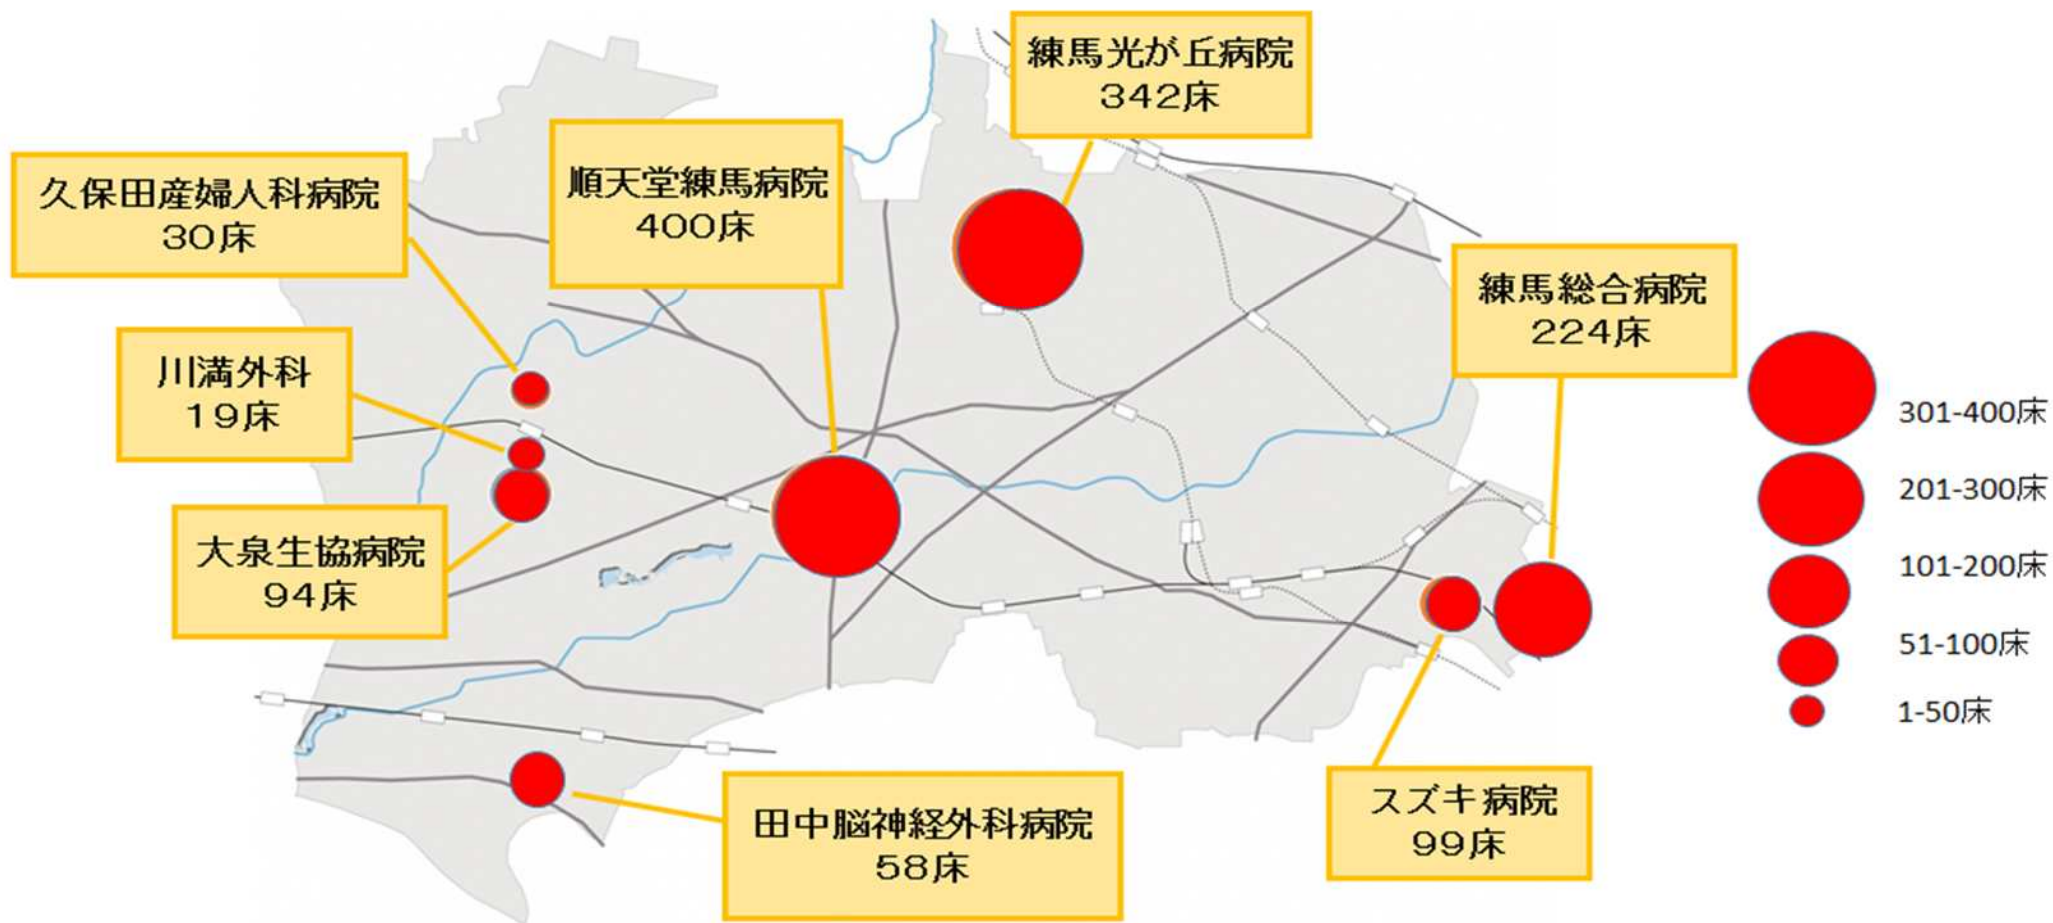 練馬光が丘病院
342床
順天堂練馬病院
400床
久保田産婦人科病院
30床
練馬総合病院
224床
川満外科
19床
大泉生協病院
94床
田中脳神経外科病院
58床
スズキ病院
99床
301-400床
201-300床
101-200床
51-100床
1-50床